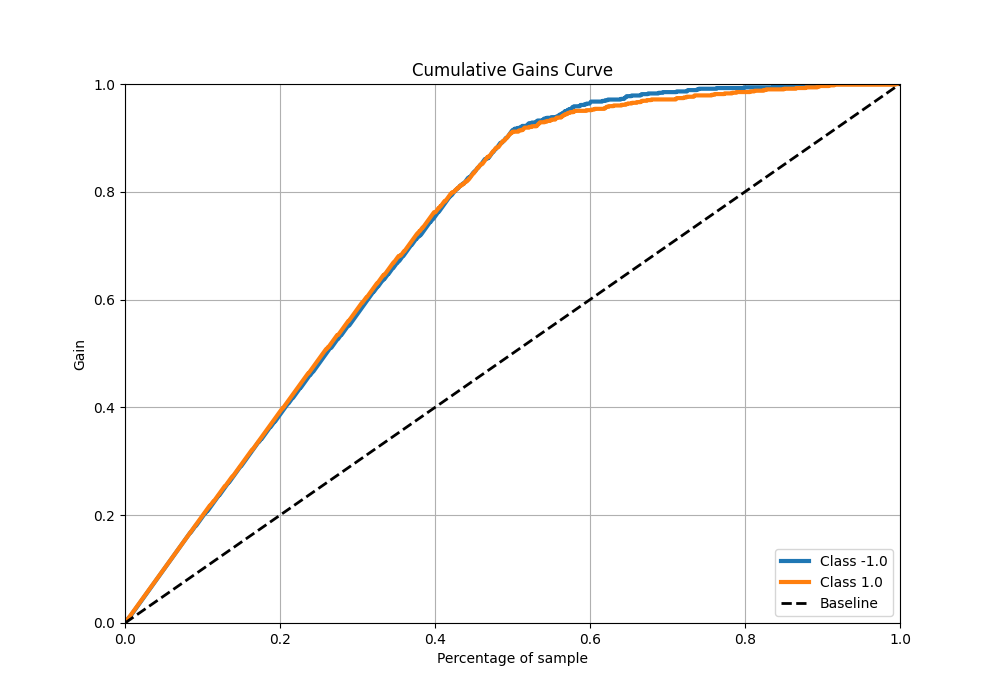 Cumulative Gains Curve
1.0
0.8
0.6
0.4
0.2
0.0
Gain
0.0 0.2 0.4 0.6 0.8 1.0
Percentage of sample
Class -1.0
Class 1.0
Baseline